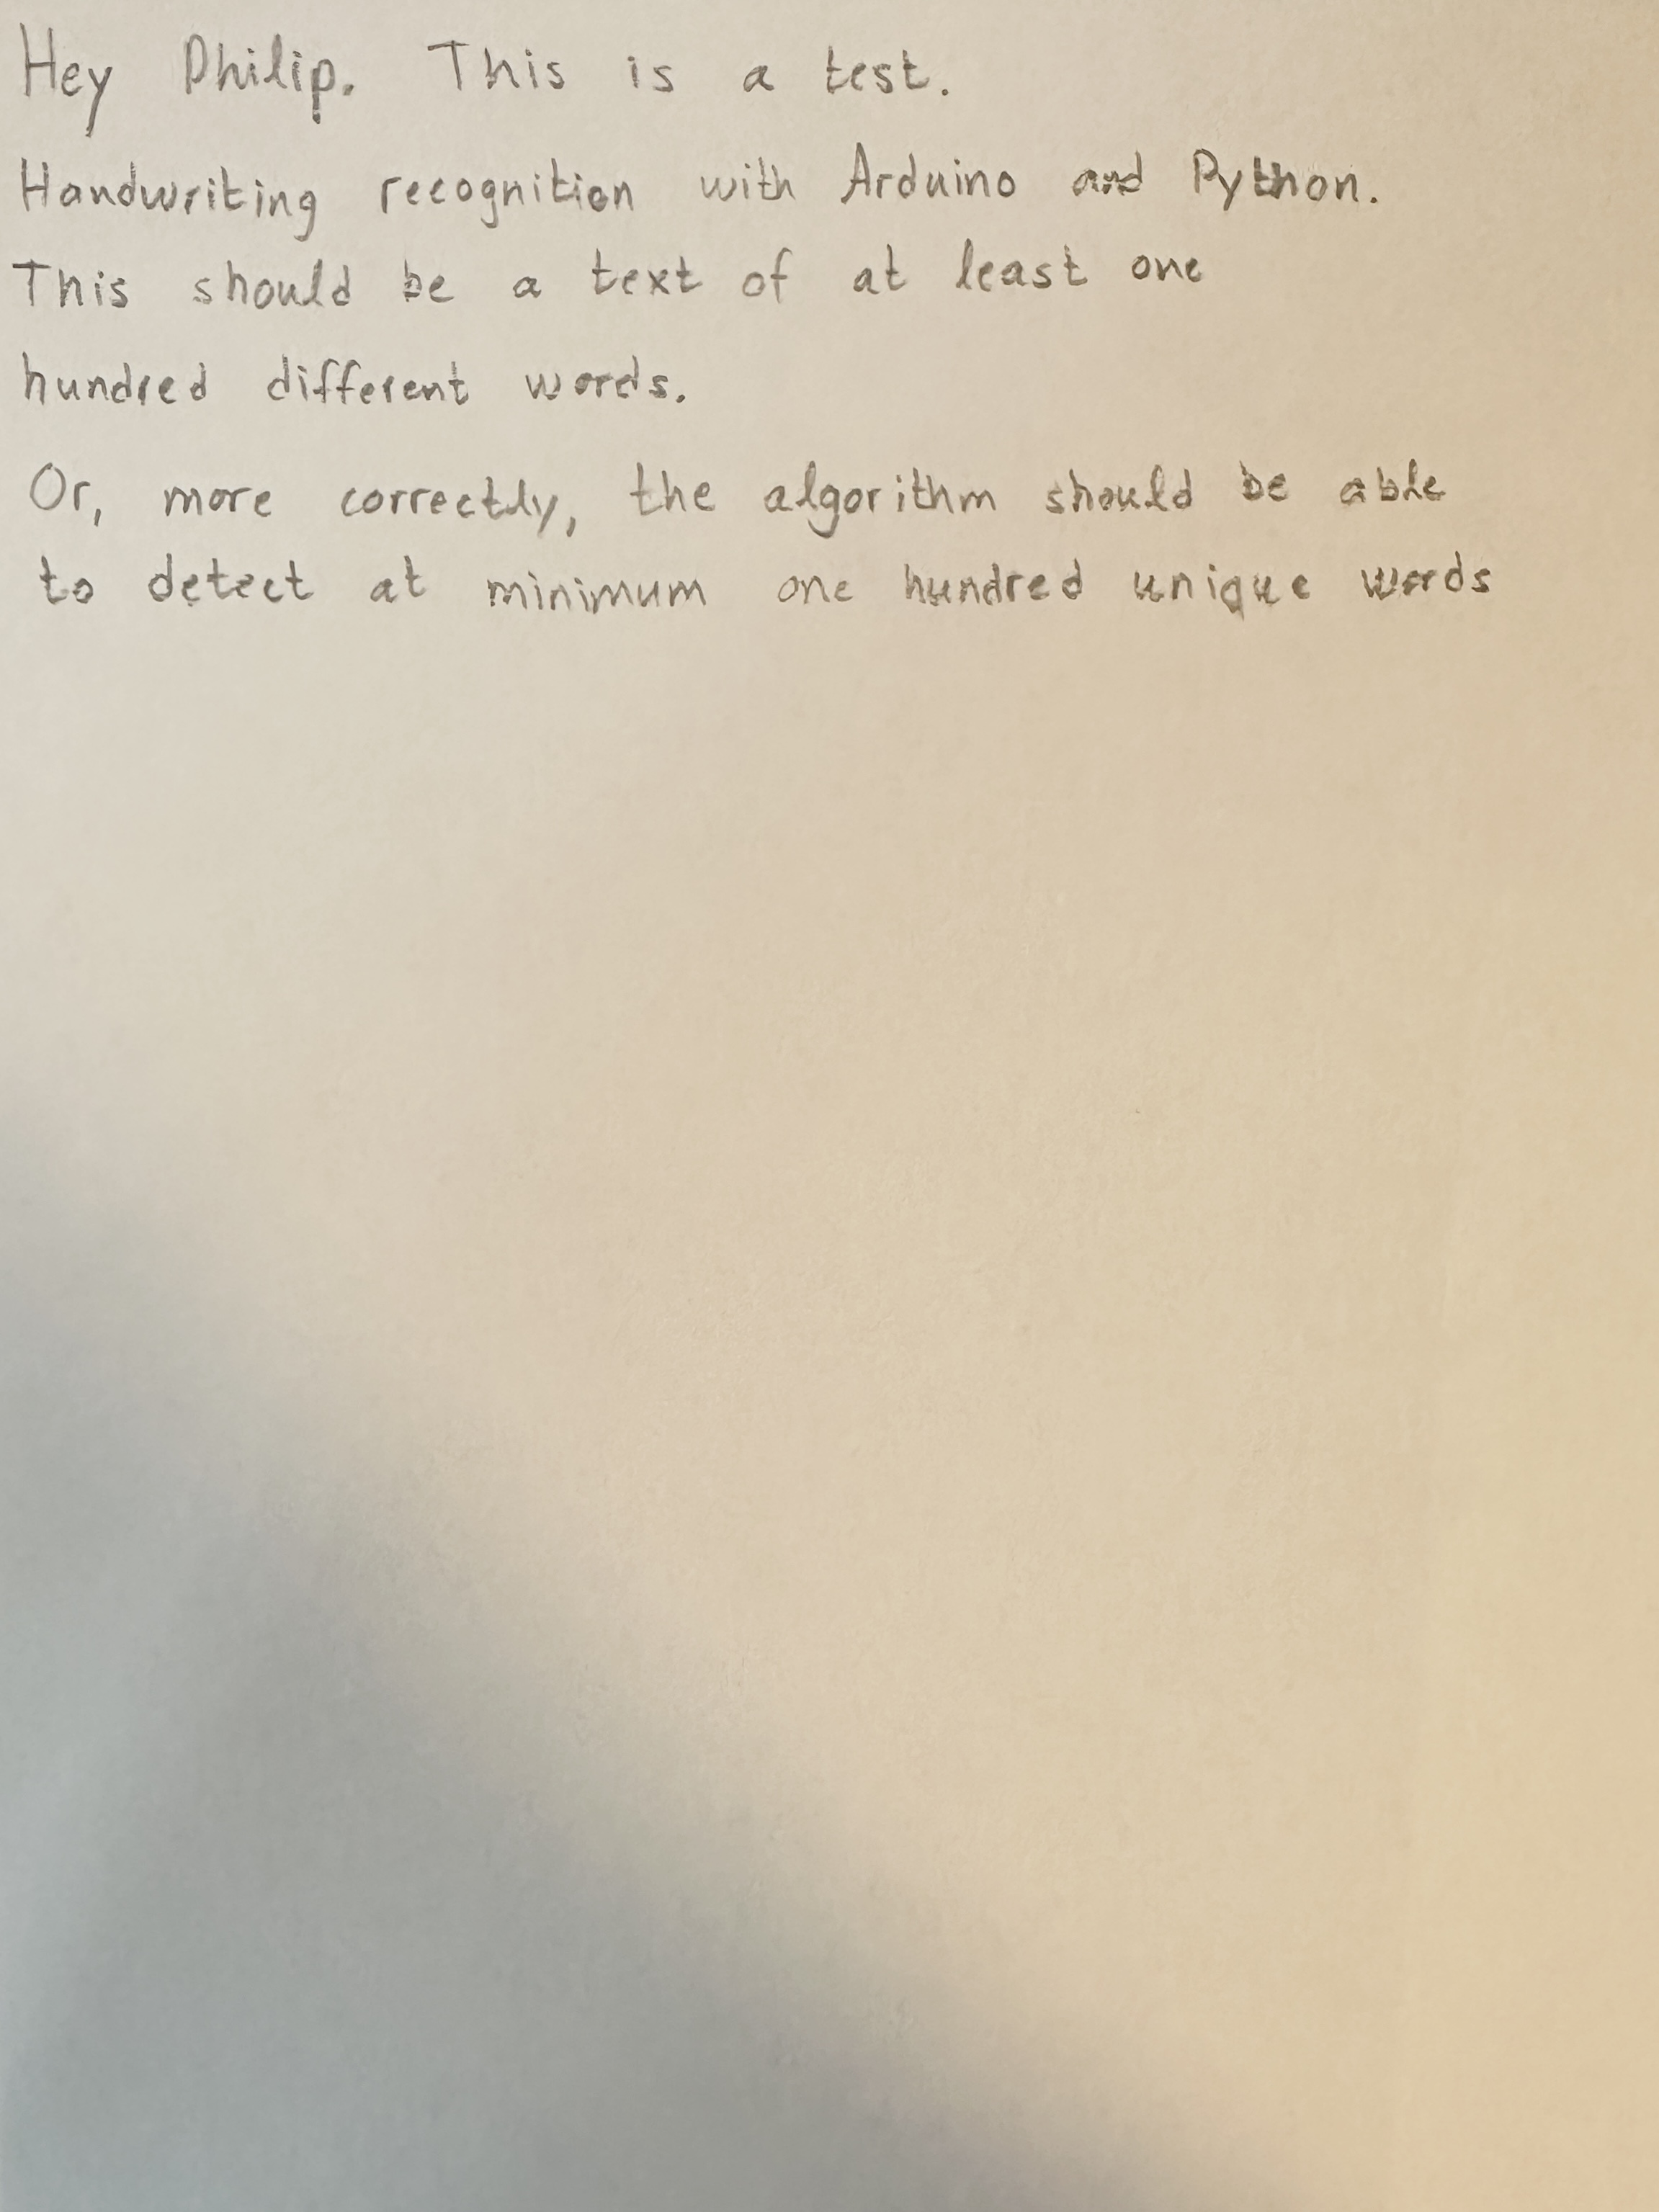 Hey Philip. This is a test.
Handwriting recognition with Arduino and Python.
This should be a text of at least one
hundred different words.
Or, more correctly, the algorithm should be able
to detect at minimum one hundred unique words